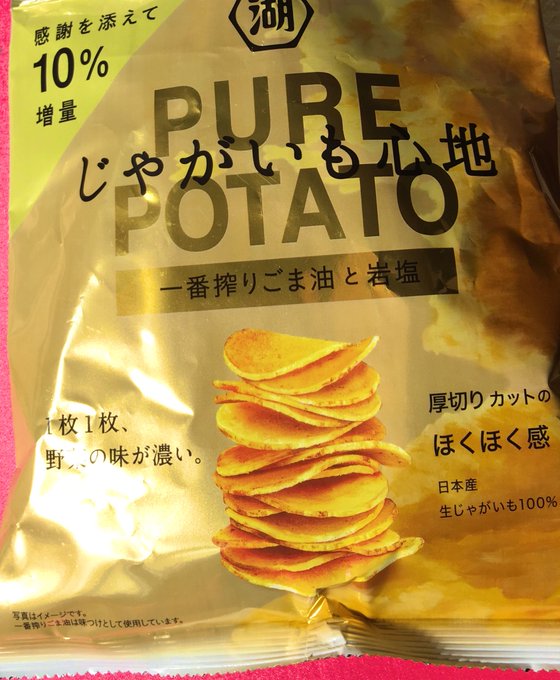 感謝を添えて
10%
増量
湖
PURE
じゃがいも心地
POTATO
一番搾りごま油と岩塩
1枚1枚、
野菜の味が濃い。
厚切りカットの
ほくほく感
日本産
生じゃがいも100%
写真はイメージです。
一番搾りごま油は味つけとして使用しています。